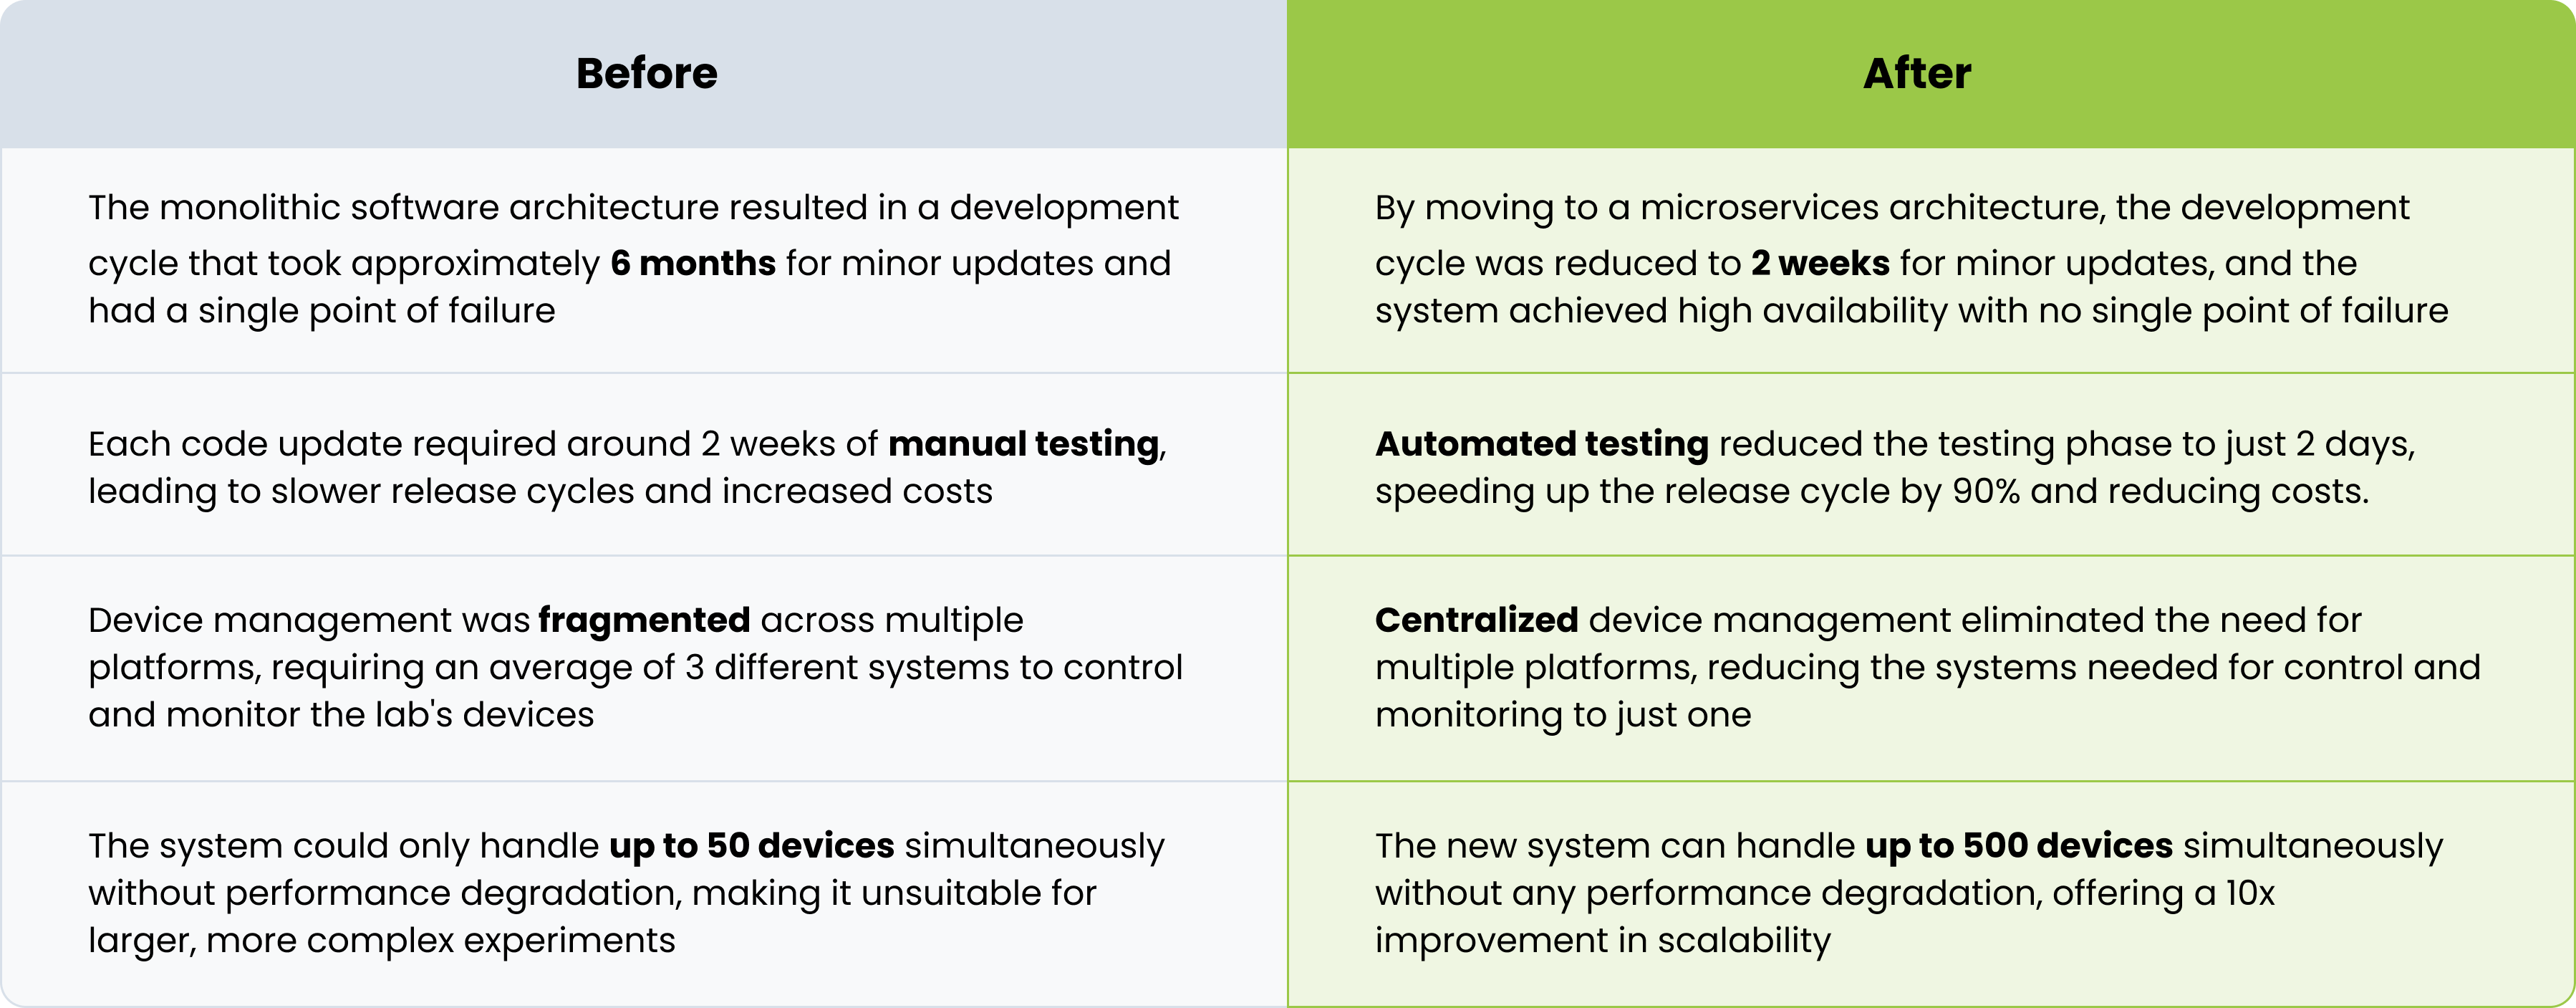 Before
After
The monolithic software architecture resulted in a development
cycle that took approximately 6 months for minor updates and
had a single point of failure
By moving to a microservices architecture, the development
cycle was reduced to 2 weeks for minor updates, and the
system achieved high availability with no single point of failure
Each code update required around 2 weeks of manual testing,
leading to slower release cycles and increased costs
Automated testing reduced the testing phase to just 2 days,
speeding up the release cycle by 90% and reducing costs.
Device management was fragmented across multiple
platforms, requiring an average of 3 different systems to control
and monitor the lab's devices
Centralized device management eliminated the need for
multiple platforms, reducing the systems needed for control and
monitoring to just one
The system could only handle up to 50 devices simultaneously
without performance degradation, making it unsuitable for
larger, more complex experiments
The new system can handle up to 500 devices simultaneously
without any performance degradation, offering a 10x
improvement in scalability